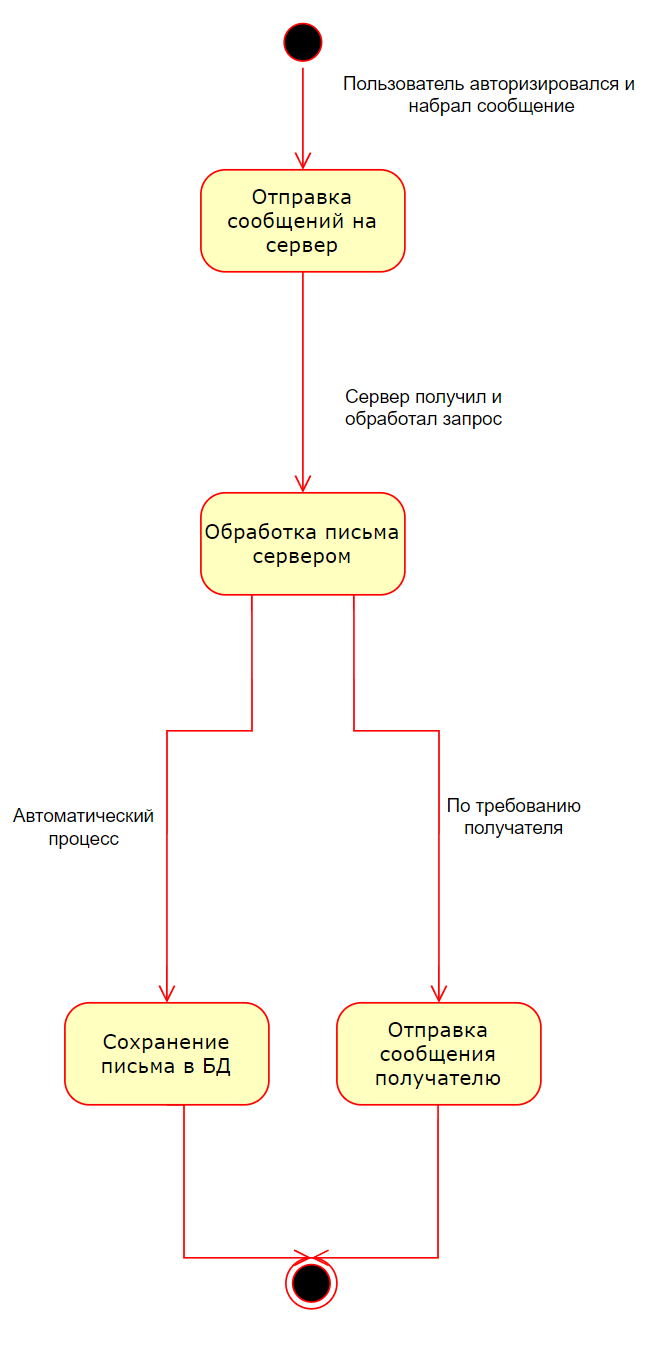 Пользователь авторизировался и
набрал сообщение
Отправка
сообщений на
сервер
Сервер получил и
обработал запрос
Обработка письма
сервером
Автоматический
процесс
По требованию
получателя
Сохранение
письма в БД
Отправка
сообщения
получателю